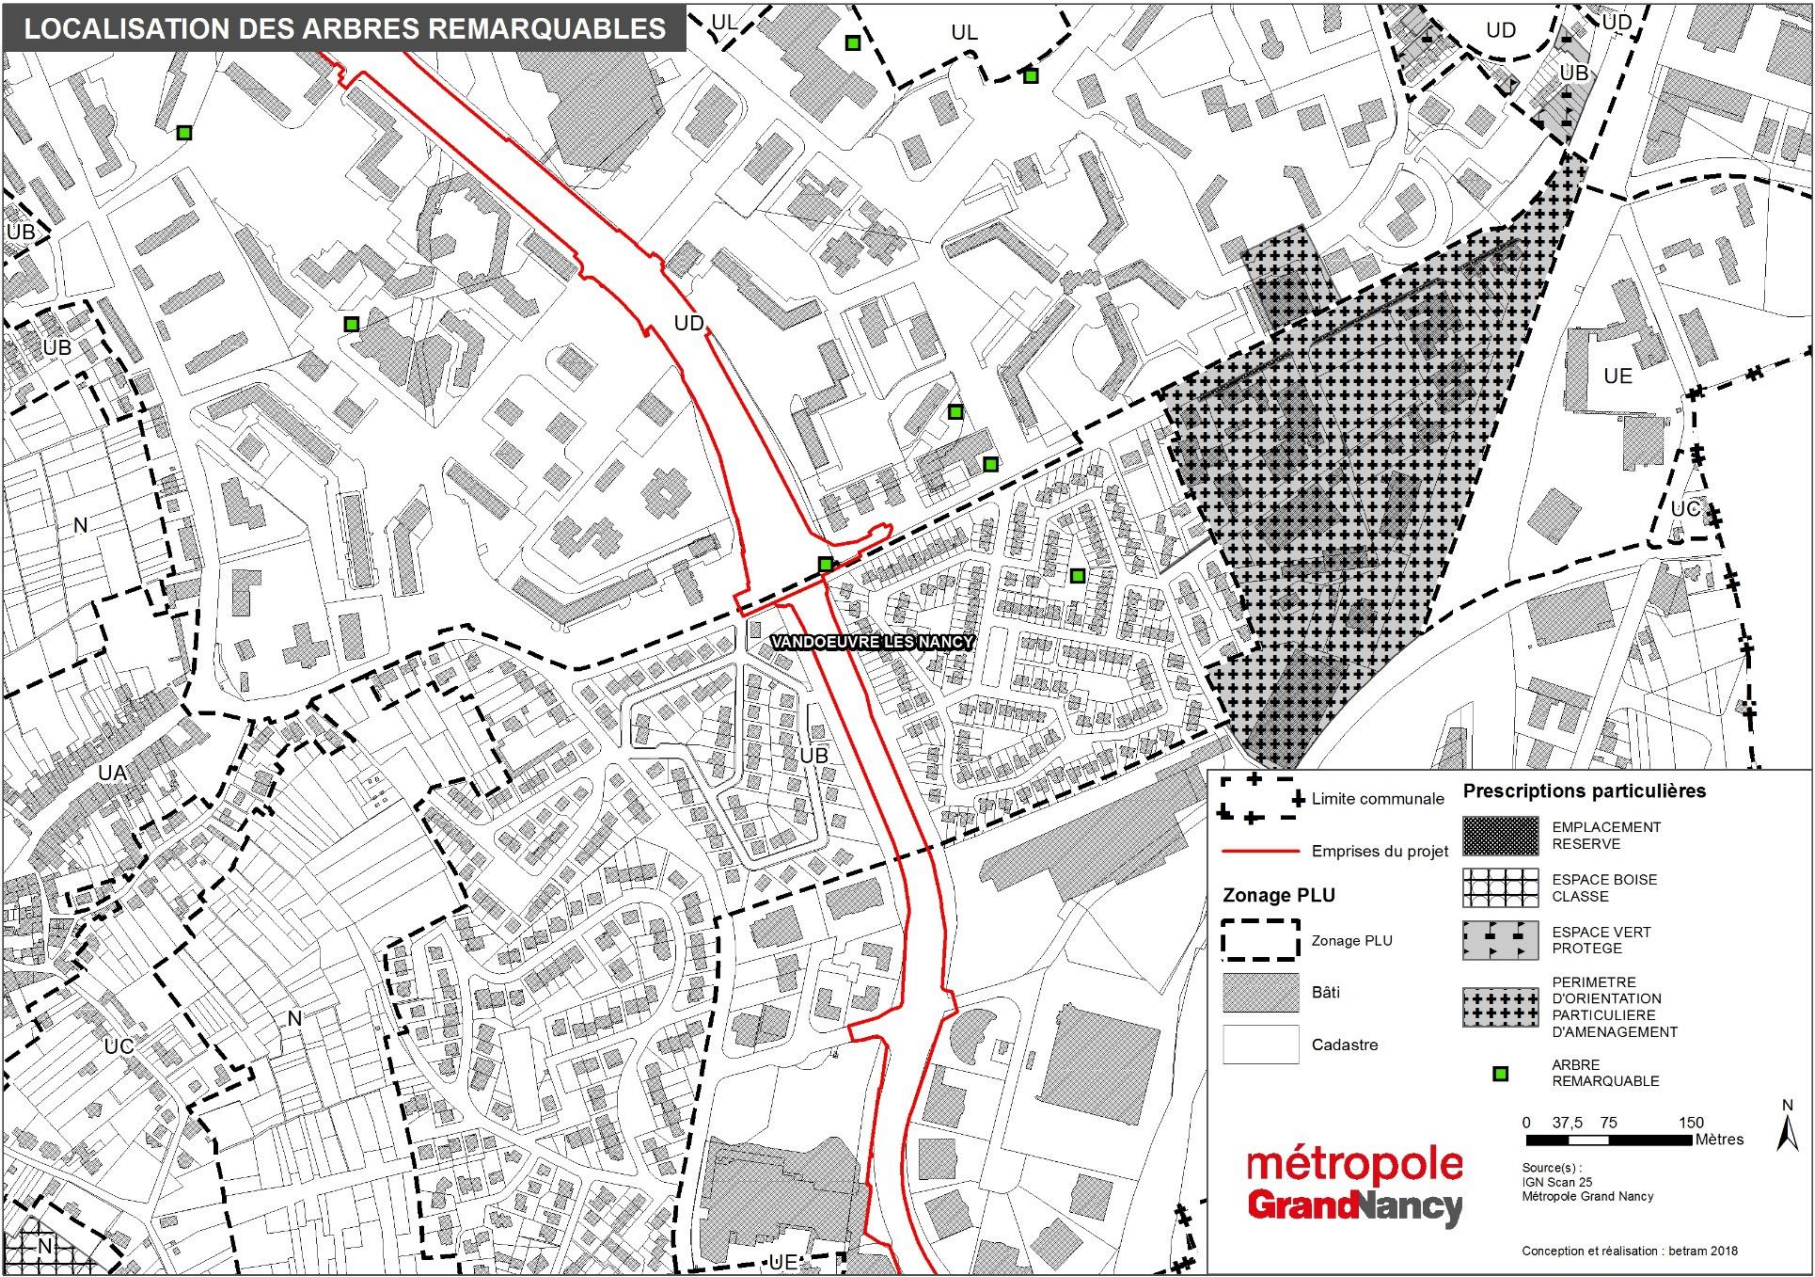 LOCALISATION DES ARBRES REMARQUABLES
UL
UL
UD
UD
UB
UB
UB
UD
UE
N
UC
VANDOEUVRE LES NANCY
UB
UA
N
UC
N
UE
Limite communale
Emprises du projet
Zonage PLU
Zonage PLU
Bâti
Cadastre
Prescriptions particulières
EMPLACEMENT
RESERVE
ESPACE BOISE
CLASSE
ESPACE VERT
PROTEGE
PERIMETRE
D'ORIENTATION
PARTICULIERE
D'AMENAGEMENT
ARBRE
REMARQUABLE
N
0 37,5 75 150
Mètres
Source(s) :
IGN Scan 25
Métropole Grand Nancy
métropole
GrandNancy
Conception et réalisation : betram 2018